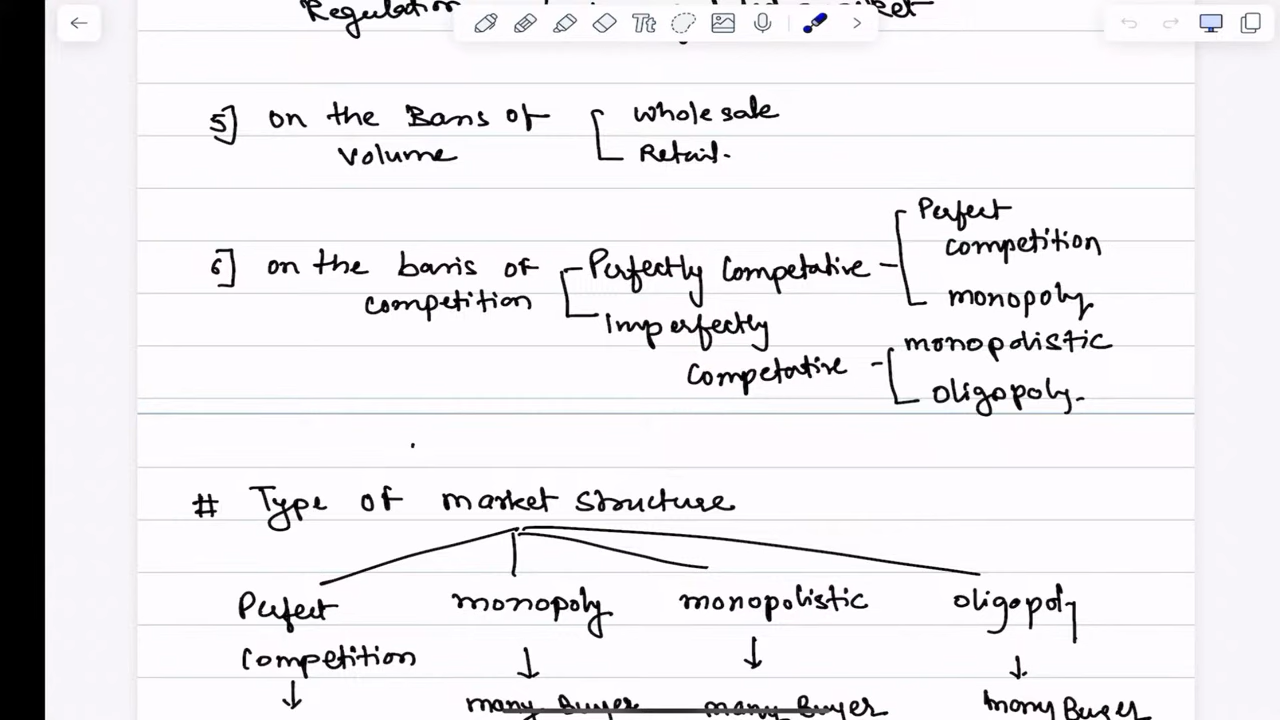 Regulation
Tt
5] on the Basis of Whole sale
Volume Retail.
6] on the basis of Perfectly Competative Perfect
competition
competition Imperfectly monopoly
Competative monopolistic
oligopoly.
# Type of market structure
Perfect monopoly monopolistic oligopoly
Competition
many Buyer many Buyer many Buyer